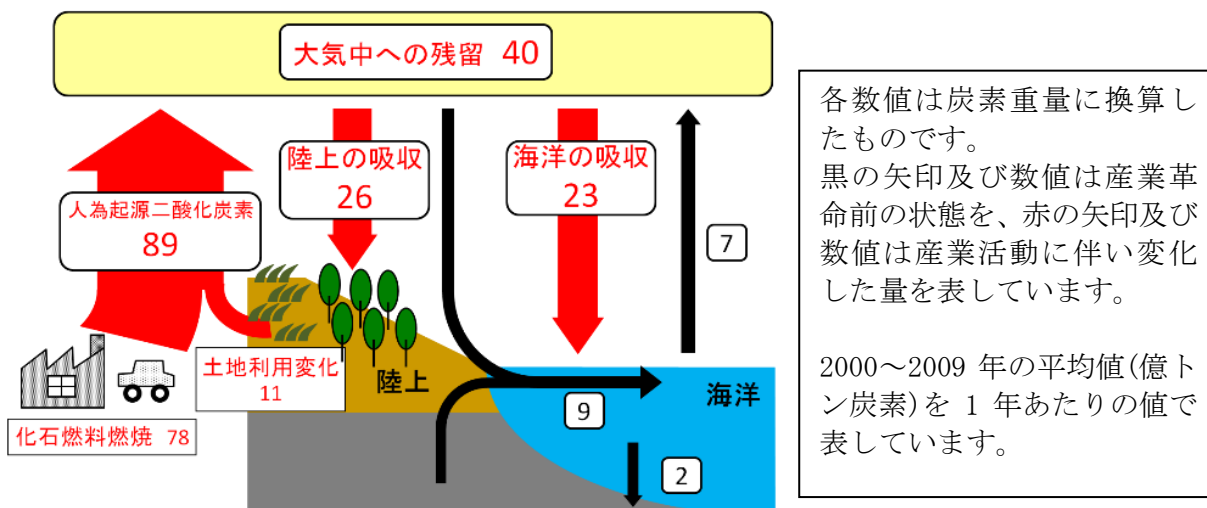 大気中への残留 40
陸上の吸収
26
海洋の吸収
23
人為起源二酸化炭素
89
7
土地利用変化
11
陸上
海洋
9
化石燃料燃焼 78
2
各数値は炭素重量に換算し
たものです。
黒の矢印及び数値は産業革
命前の状態を、赤の矢印及び
数値は産業活動に伴い変化
した量を表しています。
2000～2009 年の平均値(億ト
ン炭素)を 1 年あたりの値で
表しています。